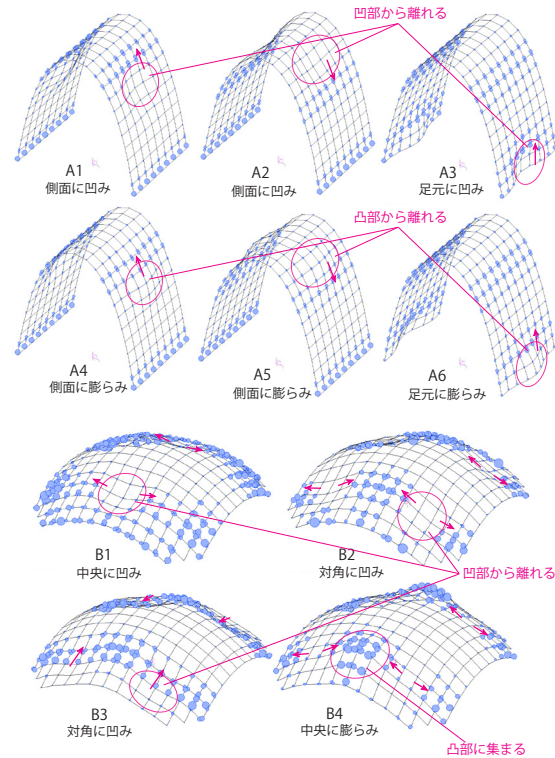 凹部から離れる
A1
側面に凹み
A2
側面に凹み
A3
足元に凹み
凸部から離れる
A4
側面に膨らみ
A5
側面に膨らみ
A6
足元に膨らみ
B1
中央に凹み
B2
対角に凹み
凹部から離れる
B3
対角に凹み
B4
中央に膨らみ
凸部に集まる